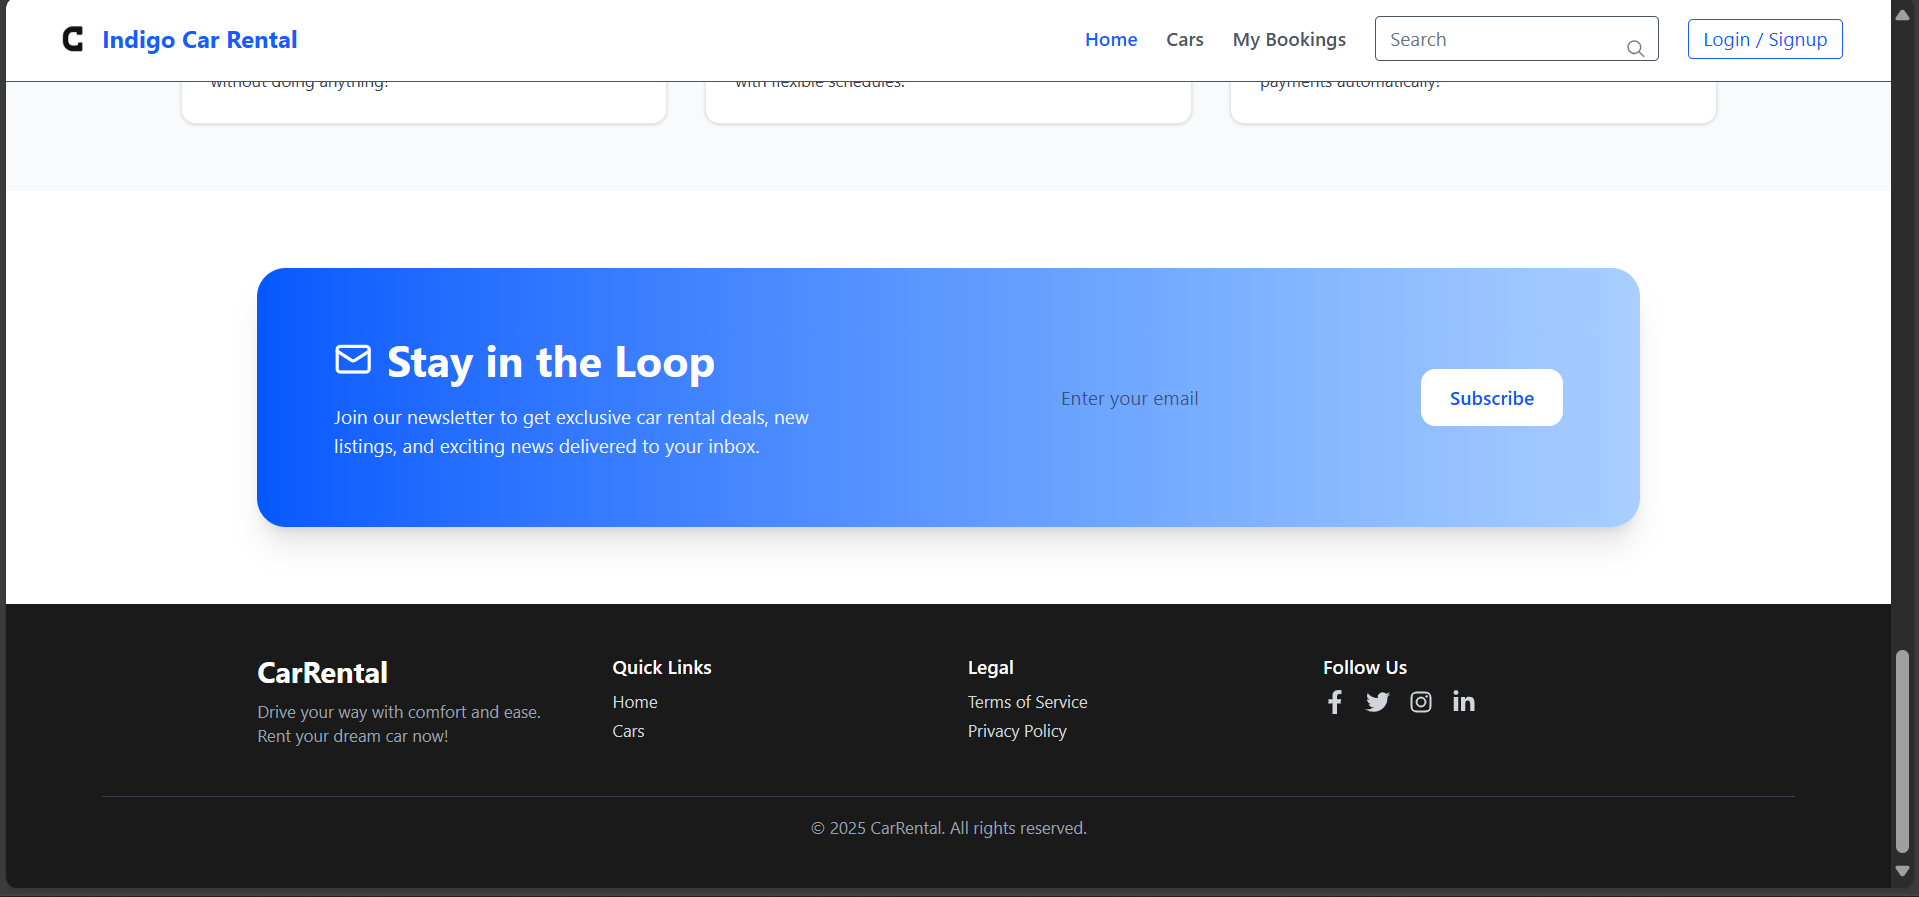 Indigo Car Rental
Home
Cars
My Bookings
Search
Login / Signup
without doing anything!
with flexible schedules.
payments automatically!
Stay in the Loop
Join our newsletter to get exclusive car rental deals, new
listings, and exciting news delivered to your inbox.
Enter your email
Subscribe
CarRental
Drive your way with comfort and ease.
Rent your dream car now!
Quick Links
Home
Cars
Legal
Terms of Service
Privacy Policy
Follow Us
© 2025 CarRental. All rights reserved.